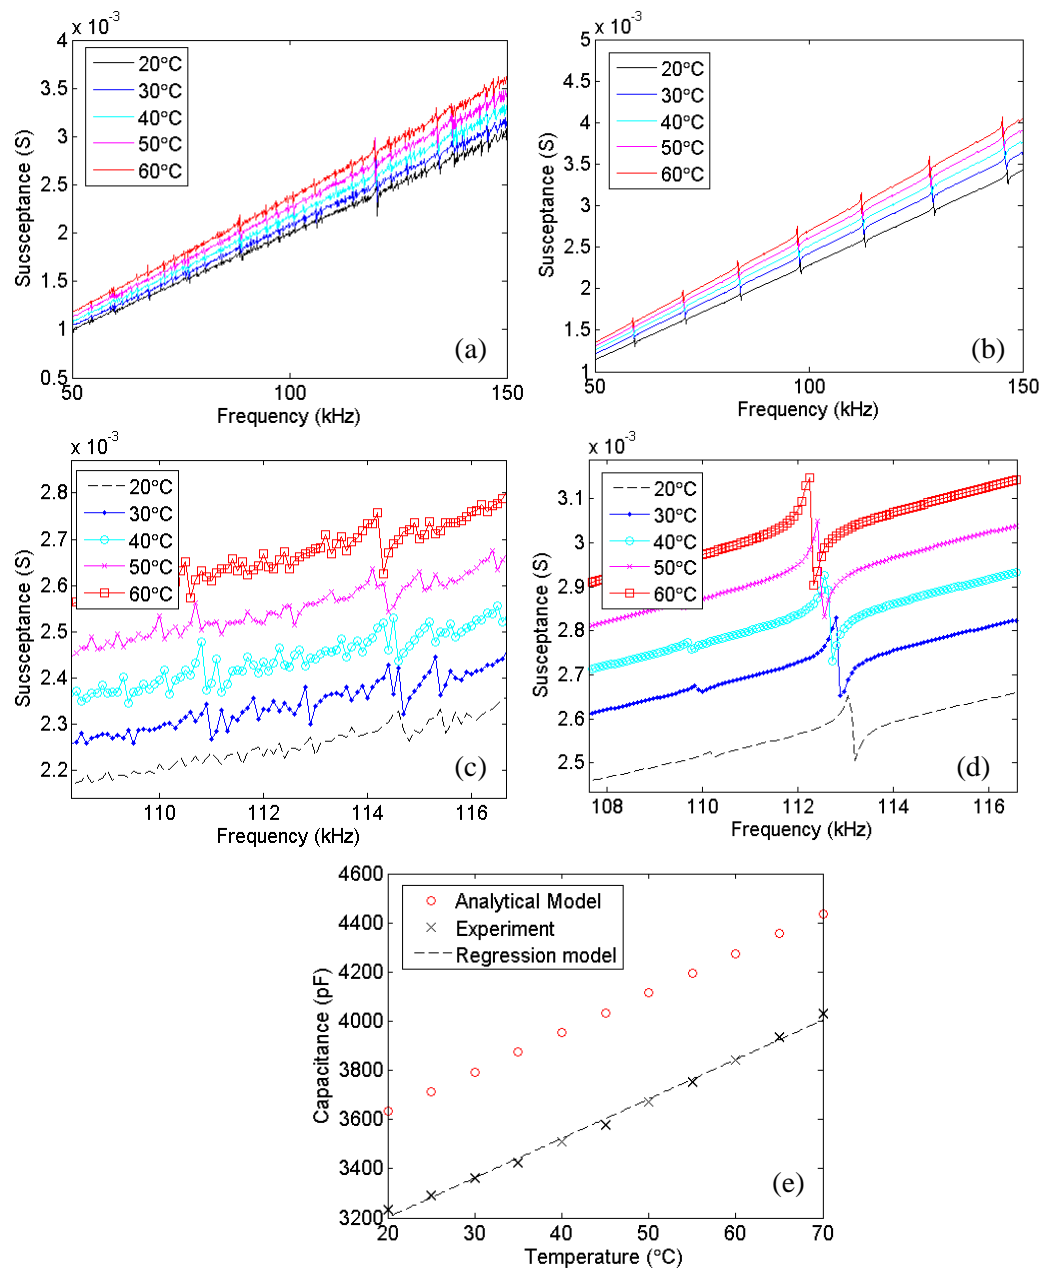 x 10⁻³
4
3.5
3
2.5
2
1.5
1
0.5
Sucsceptance (S)
20°C
30°C
40°C
50°C
60°C
(a)
50
100
150
Frequency (kHz)
x 10⁻³
5
4.5
4
3.5
3
2.5
2
1.5
1
Susceptance (S)
20°C
30°C
40°C
50°C
60°C
(b)
50
100
150
Frequency (kHz)
x 10⁻³
2.8
2.7
2.6
2.5
2.4
2.3
2.2
Sucsceptance (S)
20°C
30°C
40°C
50°C
60°C
(c)
110
112
114
116
Frequency (kHz)
x 10⁻³
3.1
3
2.9
2.8
2.7
2.6
2.5
Susceptance (S)
20°C
30°C
40°C
50°C
60°C
(d)
108
110
112
114
116
Frequency (kHz)
4600
4400
4200
4000
3800
3600
3400
3200
Capacitance (pF)
Analytical Model
Experiment
Regression model
(e)
20
30
40
50
60
70
Temperature (°C)